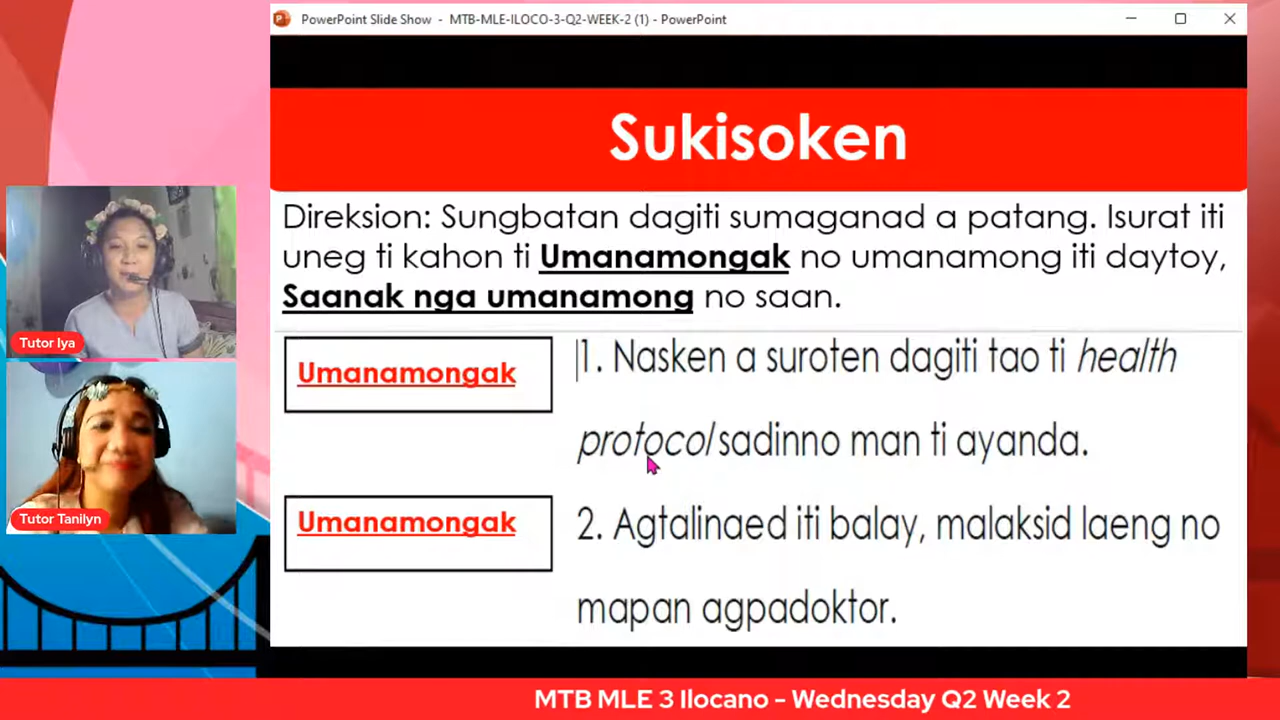 PowerPoint Slide Show - MTB-MLE-ILOCO-3-Q2-WEEK-2 (1) - PowerPoint
Sukisoken
Direksion: Sungbatan dagiti sumaganad a patang. Isurat iti
uneg ti kahon ti Umanamongak no umanamong iti daytoy,
Saanak nga umanamong no saan.
Umanamongak
1. Nasken a suroten dagiti tao ti health
protocol sadinno man ti ayanda.
Umanamongak
2. Agtalinaed iti balay, malaksid laeng no
mapan agpadoktor.
Tutor Iya
Tutor Tanilyn
MTB MLE 3 Ilocano - Wednesday Q2 Week 2